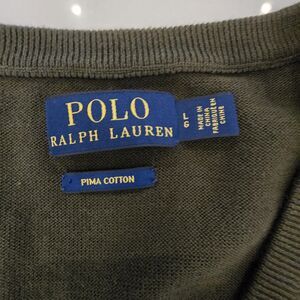 POLO
RALPH LAUREN
L
G
MADE IN
CHINA
FABRIQUÉ EN
CHINE
PIMA COTTON